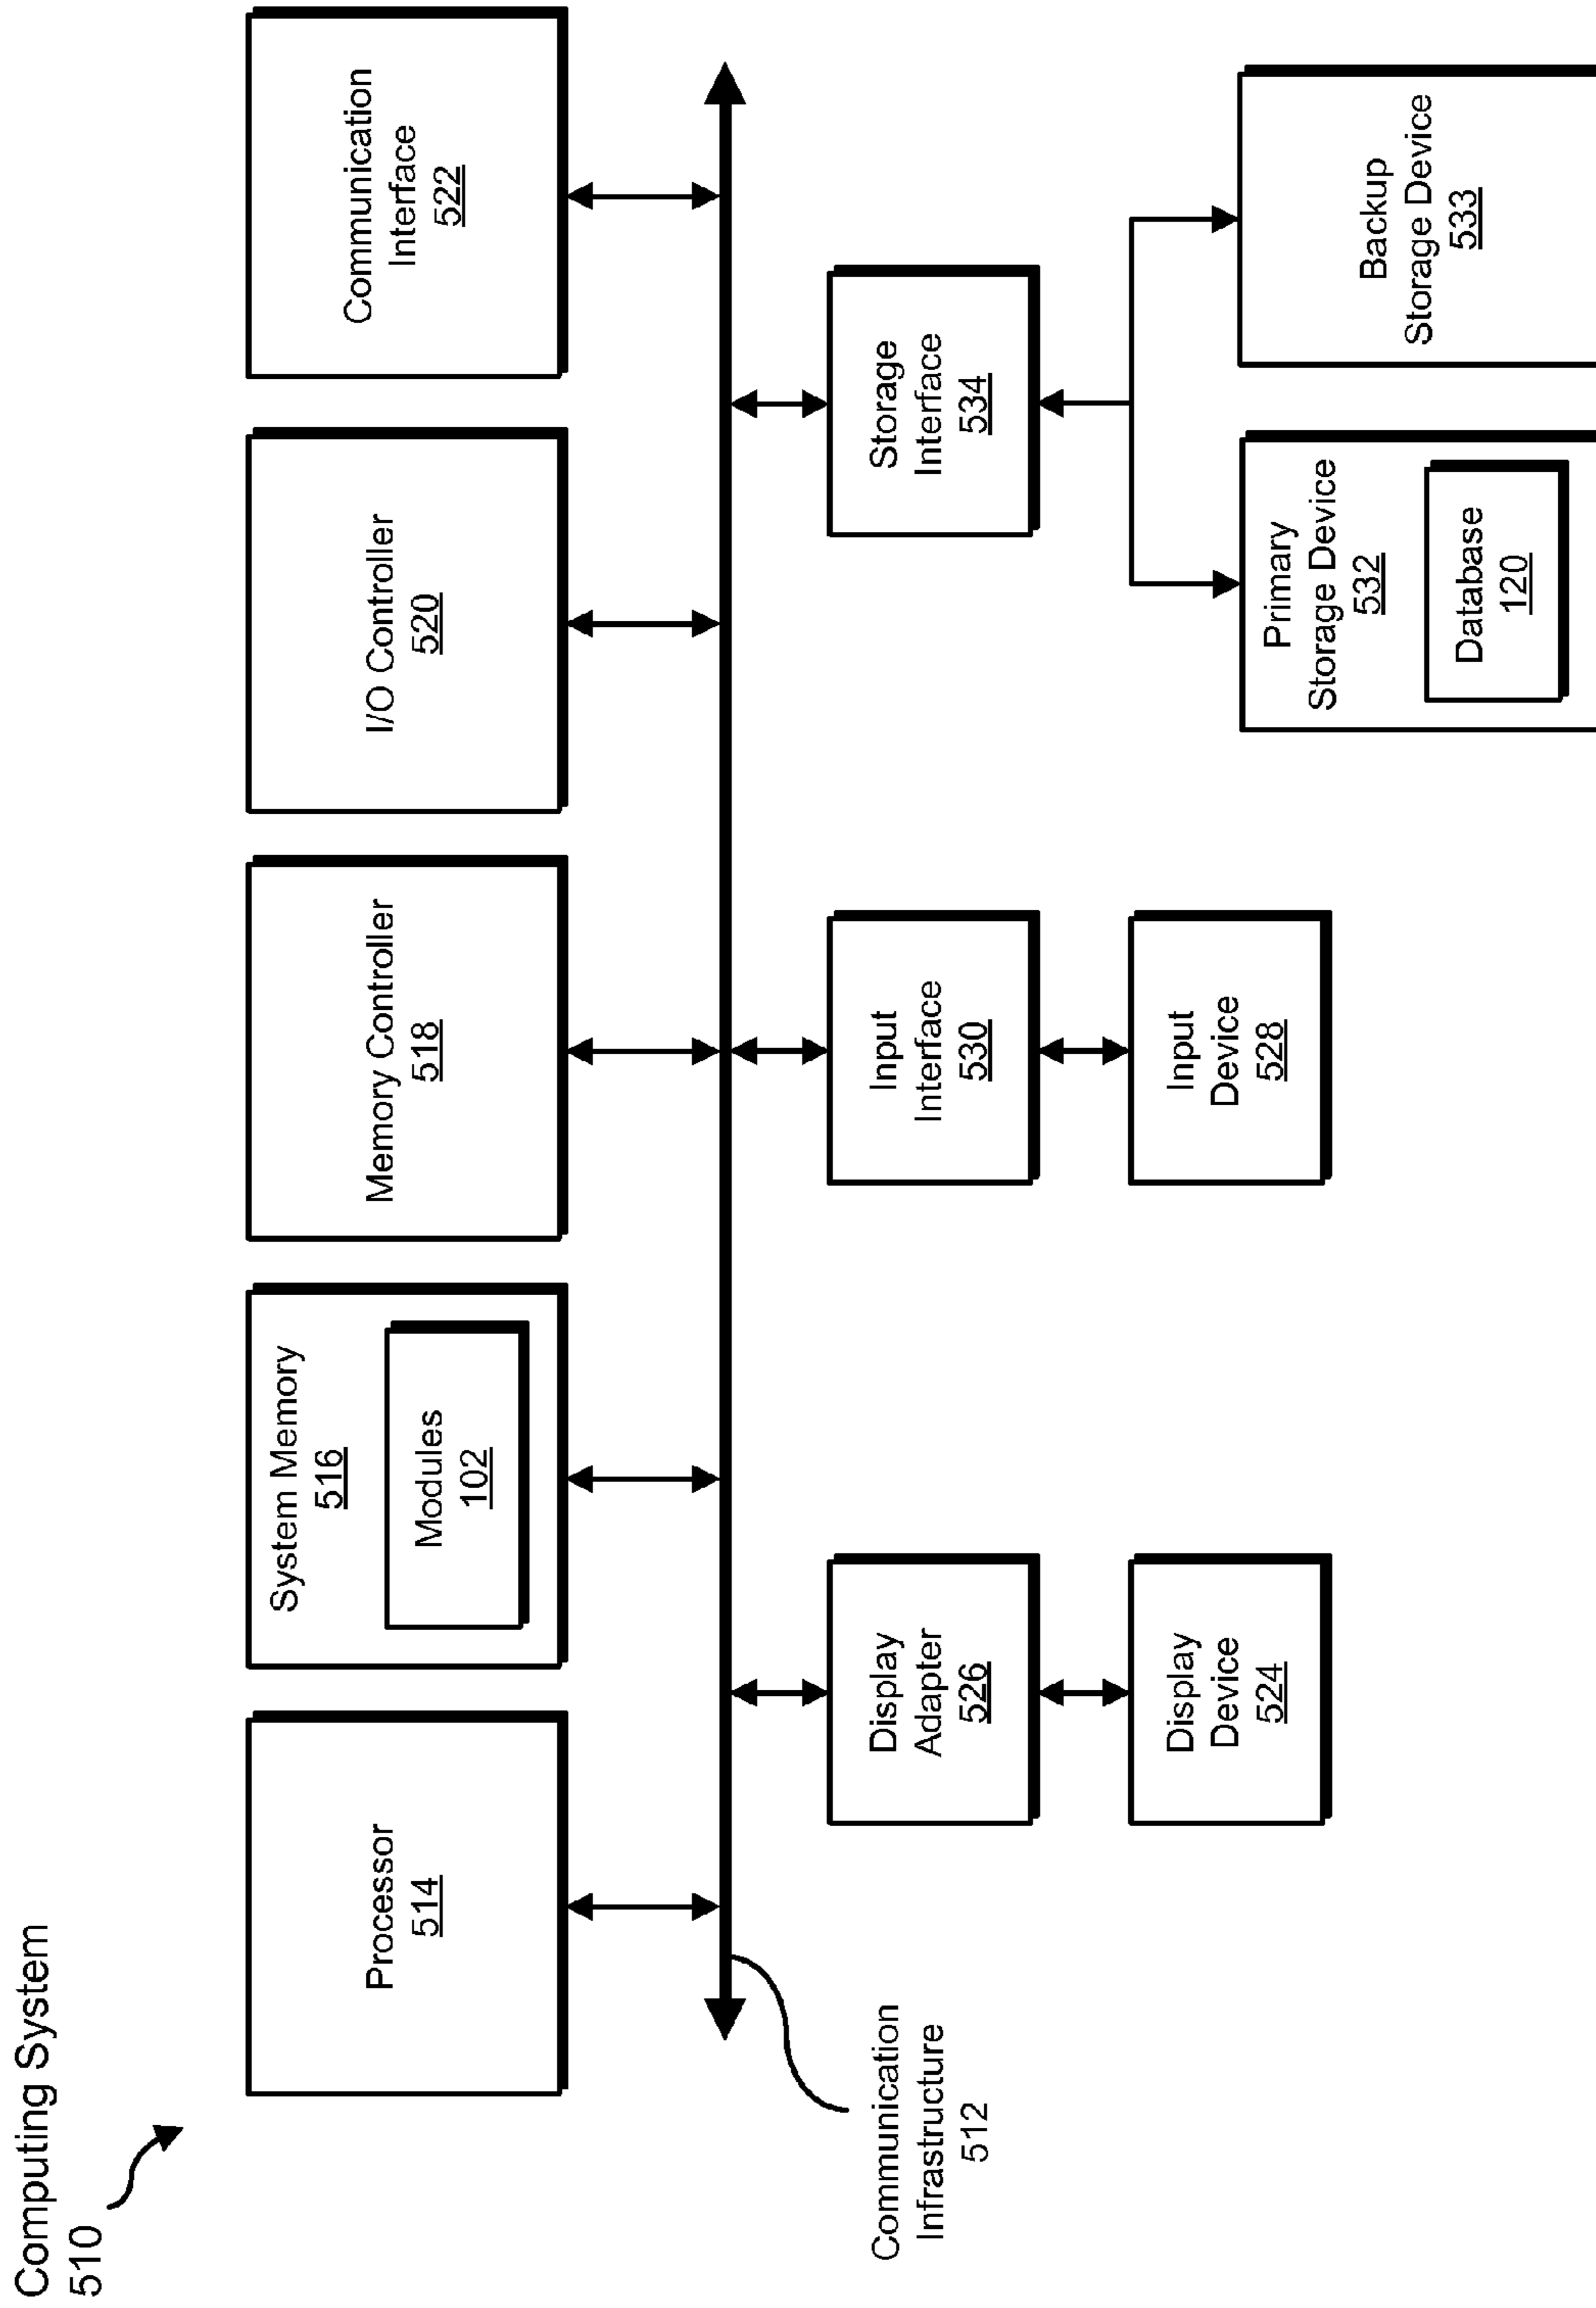 Computing System
510
Processor
514
System Memory
516
Modules
102
Memory Controller
518
I/O Controller
520
Communication
Interface
522
Communication
Infrastructure
512
Display
Adapter
526
Input
Interface
530
Storage
Interface
534
Display
Device
524
Input
Device
528
Primary
Storage Device
532
Database
120
Backup
Storage Device
533